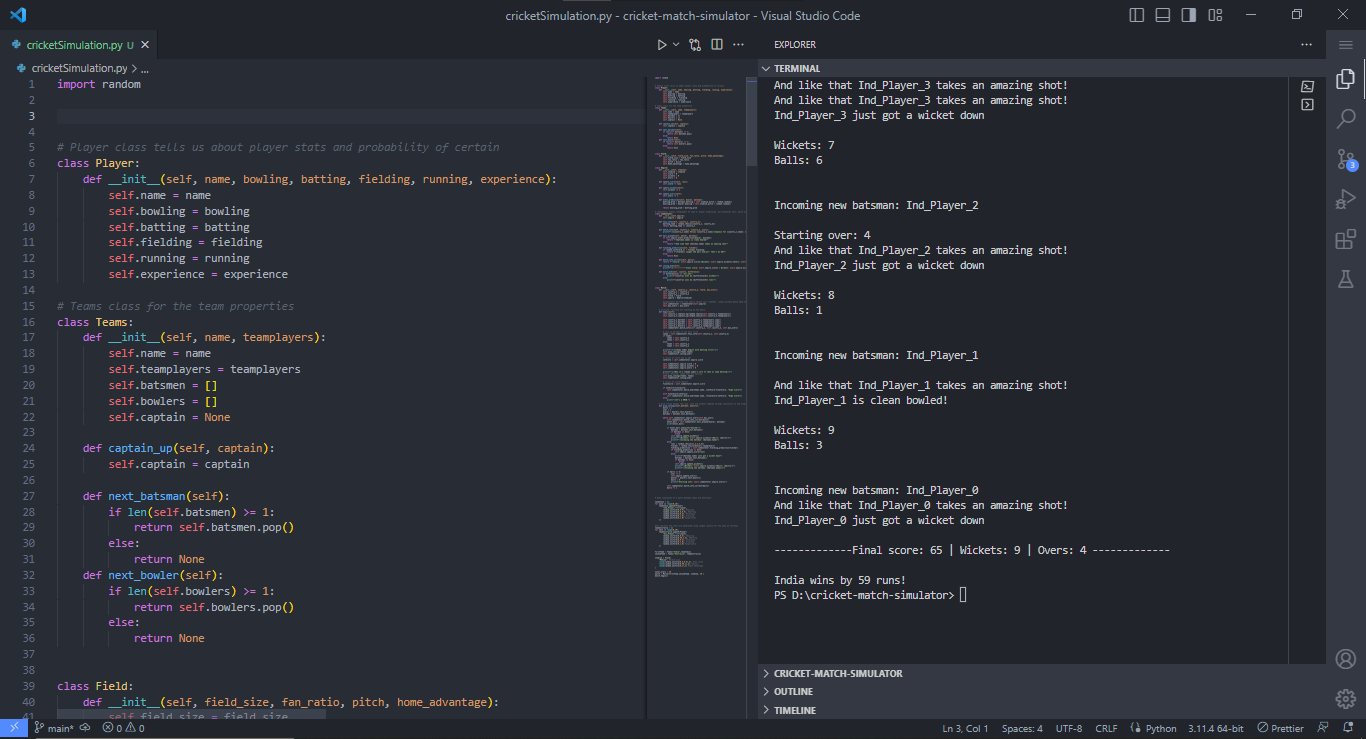 cricketSimulation.py - cricket-match-simulator - Visual Studio Code
cricketSimulation.py U
cricketSimulation.py > ...
1 import random
2
3
4
5 # Player class tells us about player stats and probability of certain
6 class Player:
7 def __init__(self, name, bowling, batting, fielding, running, experience):
8 self.name = name
9 self.bowling = bowling
10 self.batting = batting
11 self.fielding = fielding
12 self.running = running
13 self.experience = experience
14
15 # Teams class for the team properties
16 class Teams:
17 def __init__(self, name, teamplayers):
18 self.name = name
19 self.teamplayers = teamplayers
20 self.batsmen = []
21 self.bowlers = []
22 self.captain = None
23
24 def captain_up(self, captain):
25 self.captain = captain
26
27 def next_batsman(self):
28 if len(self.batsmen) >= 1:
29 return self.batsmen.pop()
30 else:
31 return None
32 def next_bowler(self):
33 if len(self.bowlers) >= 1:
34 return self.bowlers.pop()
35 else:
36 return None
37
38
39 class Field:
40 def __init__(self, field_size, fan_ratio, pitch, home_advantage):
41 self.field_size = field_size
EXPLORER
TERMINAL
And like that Ind_Player_3 takes an amazing shot!
And like that Ind_Player_3 takes an amazing shot!
Ind_Player_3 just got a wicket down
Wickets: 7
Balls: 6
Incoming new batsman: Ind_Player_2
Starting over: 4
And like that Ind_Player_2 takes an amazing shot!
Ind_Player_2 just got a wicket down
Wickets: 8
Balls: 1
Incoming new batsman: Ind_Player_1
And like that Ind_Player_1 takes an amazing shot!
Ind_Player_1 is clean bowled!
Wickets: 9
Balls: 3
Incoming new batsman: Ind_Player_0
And like that Ind_Player_0 takes an amazing shot!
Ind_Player_0 just got a wicket down
-------------Final score: 65 | Wickets: 9 | Overs: 4 -------------
India wins by 59 runs!
PS D:\cricket-match-simulator>
CRICKET-MATCH-SIMULATOR
OUTLINE
TIMELINE
3
main* 0 0
Ln 3, Col 1 Spaces: 4 UTF-8 CRLF Python 3.11.4 64-bit Prettier